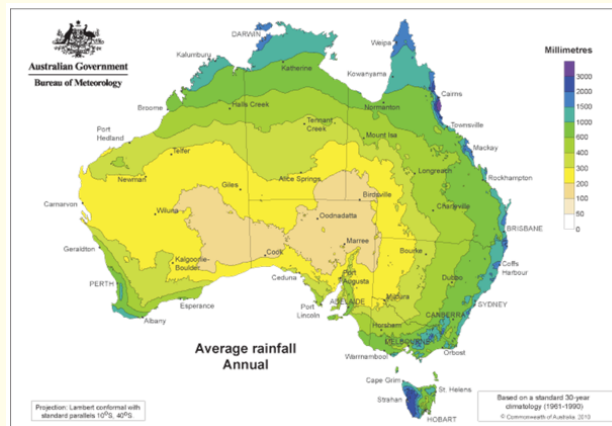 Australian Government
Bureau of Meteorology
DARWIN
Kalumburu
Katherine
Weipa
Kowanyama
Millimetres
3000
2000
1500
1000
600
400
300
200
100
50
0
Cairns
Broome
Halls Creek
Normanton
Tennant
Creek
Townsville
Port
Hedland
Mount Isa
Mackay
Telfer
Longreach
Rockhampton
Newman
Alice Springs
Giles
Birdsville
Carnarvon
Wiluna
Oodnadatta
Charleville
BRISBANE
Marree
Geraldton
Cook
Bourke
Coffs
Harbour
Kalgoorlie-
Boulder
Port
Augusta
Dubbo
PERTH
Ceduna
Mildura
SYDNEY
Esperance
Port
Lincoln
ADELAIDE
CANBERRA
Albany
Horsham
MELBOURNE
Warrnambool
Orbost
Average rainfall
Annual
Cape Grim
St. Helens
Strahan
HOBART
Projection: Lambert conformal with
standard parallels 10°S, 40°S.
Based on a standard 30-year
climatology (1961-1990)
© Commonwealth of Australia, 2010